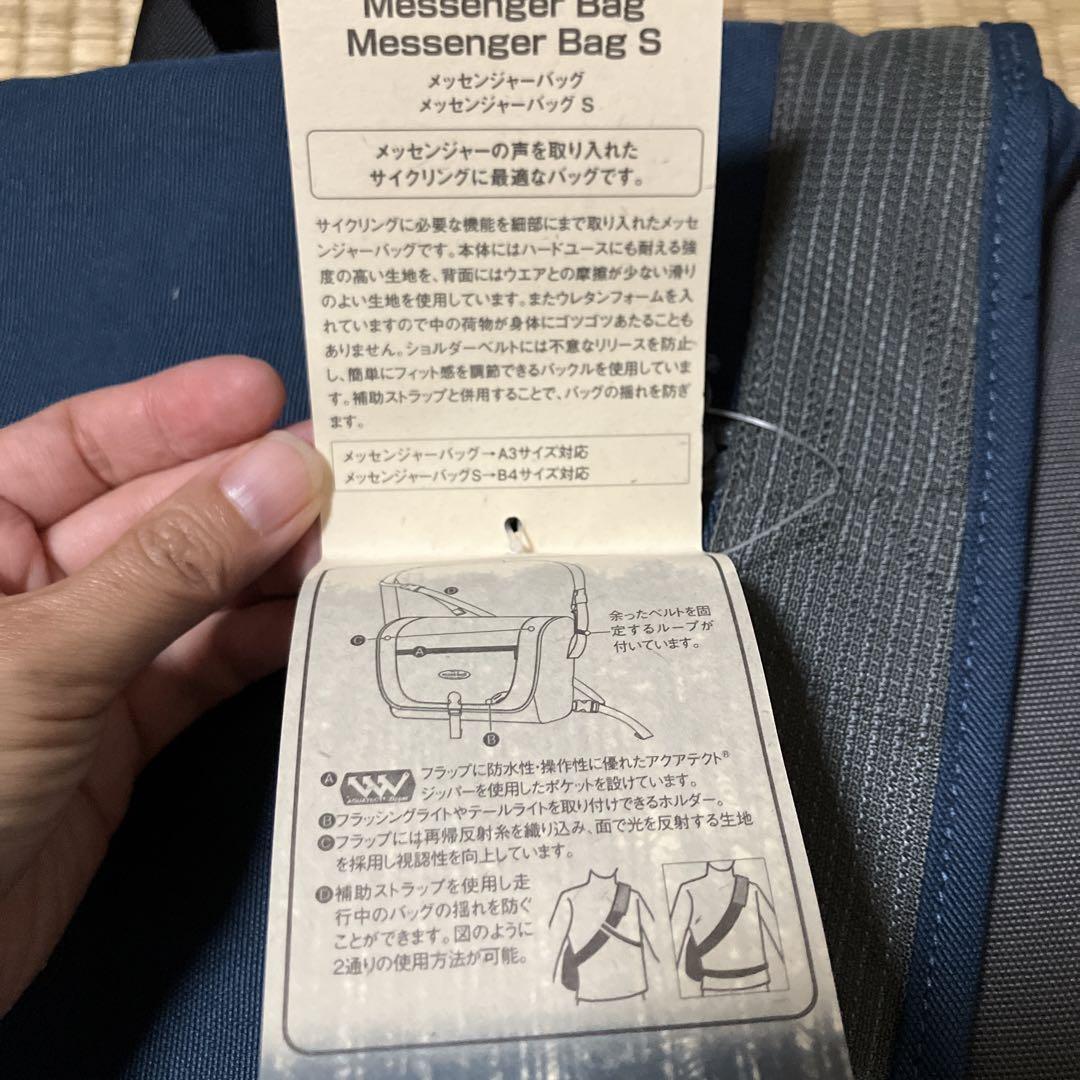 Messenger Bag
Messenger Bag S
メッセンジャーバッグ
メッセンジャーバッグ S
メッセンジャーの声を取り入れた
サイクリングに最適なバッグです。
サイクリングに必要な機能を細部にまで取り入れたメッセ
ンジャーバッグです。本体にはハードユースにも耐える強
度の高い生地を、背面にはウエアとの摩擦が少ない滑り
のよい生地を使用しています。またウレタンフォームを入
れていますので中の荷物が身体にゴツゴツあたることも
ありません。ショルダーベルトには不意なリリースを防止
し、簡単にフィット感を調節できるバックルを使用していま
す。補助ストラップと併用することで、バッグの揺れを防ぎ
ます。
メッセンジャーバッグ→A3サイズ対応
メッセンジャーバッグS→B4サイズ対応
D
C
A
mont-bell
B
余ったベルトを固
定するループが
付いています。
A フラップに防水性・操作性に優れたアクアテクト®
AQUATECT Zipper ジッパーを使用したポケットを設けています。
B フラッシングライトやテールライトを取り付けできるホルダー。
C フラップには再帰反射糸を織り込み、面で光を反射する生地
を採用し視認性を向上しています。
D 補助ストラップを使用し走
行中のバッグの揺れを防ぐ
ことができます。図のように
2通りの使用方法が可能。